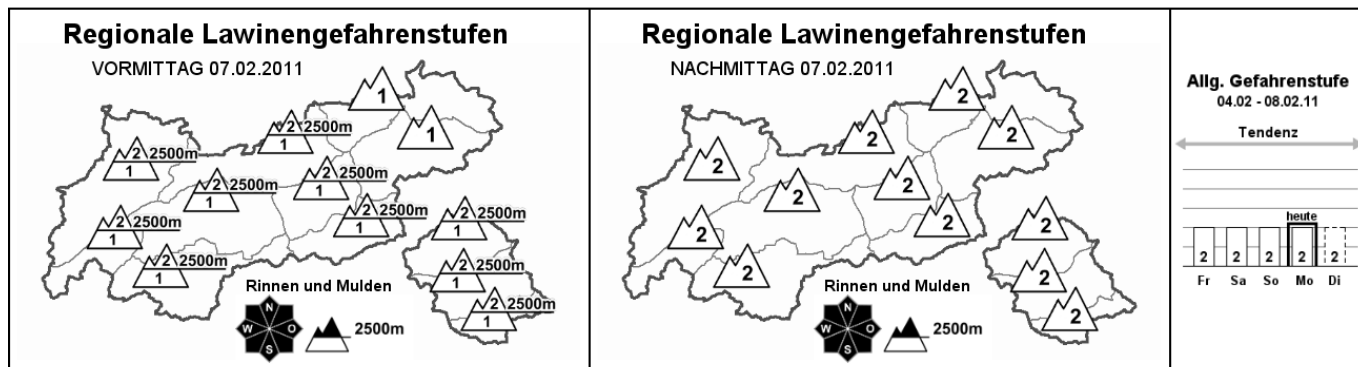 Regionale Lawinengefahrenstufen
VORMITTAG 07.02.2011
1
1
2 2500m
1
2 2500m
1
2 2500m
1
2 2500m
1
2 2500m
1
2 2500m
1
2 2500m
1
2 2500m
1
2 2500m
1
2 2500m
1
Rinnen und Mulden
N
W O
S
2500m
Regionale Lawinengefahrenstufen
NACHMITTAG 07.02.2011
2
2
2
2
2
2
2
2
2
2
2
2
Rinnen und Mulden
N
W O
S
2500m
Allg. Gefahrenstufe
04.02 - 08.02.11
Tendenz
heute
2 2 2 2 2
Fr Sa So Mo Di